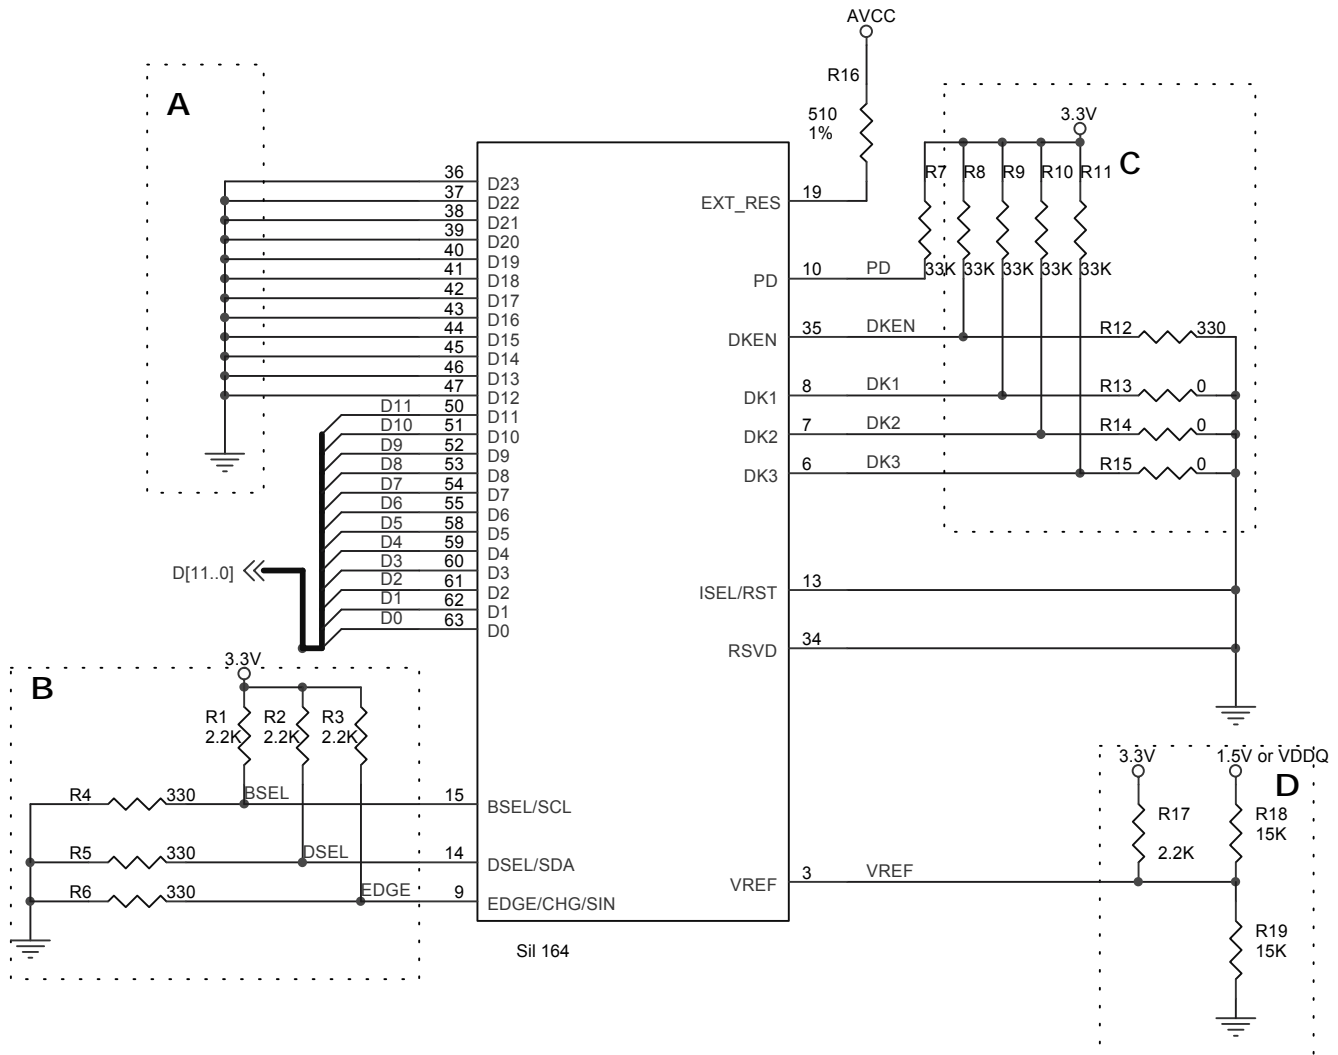 AVCC
R16
510
1%
A
3.3V
C
R7 R8 R9 R10 R11
33K 33K 33K 33K 33K
36 D23
37 D22
38 D21
39 D20
40 D19
41 D18
42 D17
43 D16
44 D15
45 D14
46 D13
47 D12
D11 50 D11
D10 51 D10
D9 52 D9
D8 53 D8
D7 54 D7
D6 55 D6
D5 58 D5
D4 59 D4
D3 60 D3
D2 61 D2
D1 62 D1
D0 63 D0
D[11..0]
EXT_RES 19
PD 10 PD
DKEN 35 DKEN R12 330
DK1 8 DK1 R13 0
DK2 7 DK2 R14 0
DK3 6 DK3 R15 0
ISEL/RST 13
RSVD 34
B
3.3V
R1 R2 R3
2.2K 2.2K 2.2K
R4 330 BSEL 15 BSEL/SCL
R5 330 DSEL 14 DSEL/SDA
R6 330 EDGE 9 EDGE/CHG/SIN
3.3V 1.5V or VDDQ
D
R17
2.2K
R18
15K
VREF 3 VREF
R19
15K
SiI 164